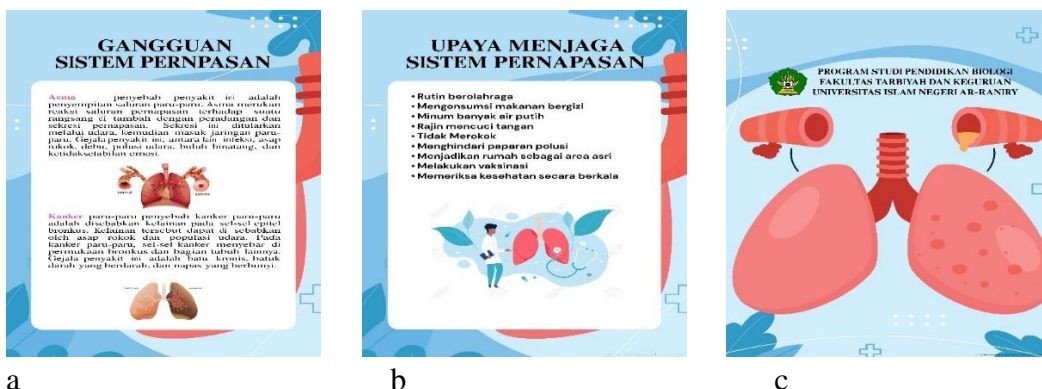 GANGGUAN
SISTEM PERNPASAN
Asma penyebab penyakit ini adalah
penyempitan saluran paru-paru. Asma merukan
reaksi saluran pernapasan terhadap suatu
rangsang di tambah dengan peradangan dan
sekresi pernapasan. Sekresi ini ditularkan
melalui udara, kemudian masuk jaringan paru-
paru. Gejala penyakit ini, antara lain infeksi, asap
rokok, debu, polusi udara, buluh binatang, dan
ketidakstabilan emosi.
Kanker paru-paru penyebab kanker paru-paru
adalah disebabkan kelainan pada sel-sel epitel
bronkus. Kelainan tersebut dapat di sebabkan
oleh asap rokok dan populasi udara. Pada
kanker paru-paru, sel-sel kanker menyebar di
permukaan bronkus dan bagian tubuh lainnya.
Gejala penyakit ini adalah batu kronis, batuk
darah yang berdarah, dan napas yang berbunyi.
UPAYA MENJAGA
SISTEM PERNAPASAN
• Rutin berolahraga
• Mengonsumsi makanan bergizi
• Minum banyak air putih
• Rajin mencuci tangan
• Tidak Merokok
• Menghindari paparan polusi
• Menjadikan rumah sebagai area asri
• Melakukan vaksinasi
• Memeriksa kesehatan secara berkala
PROGRAM STUDI PENDIDIKAN BIOLOGI
FAKULTAS TARBIYAH DAN KEGURUAN
UNIVERSITAS ISLAM NEGERI AR-RANIRY
a b c